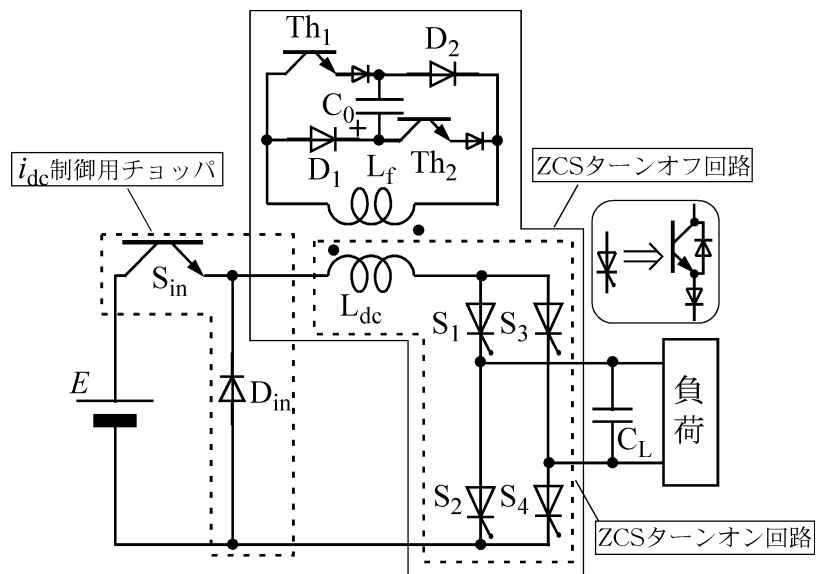 Th1
D2
C0
+
D1
Lf
Th2
ZCSターンオフ回路
idc制御用チョッパ
Sin
Ldc
S1
S3
E
Din
CL
負荷
S2
S4
ZCSターンオン回路